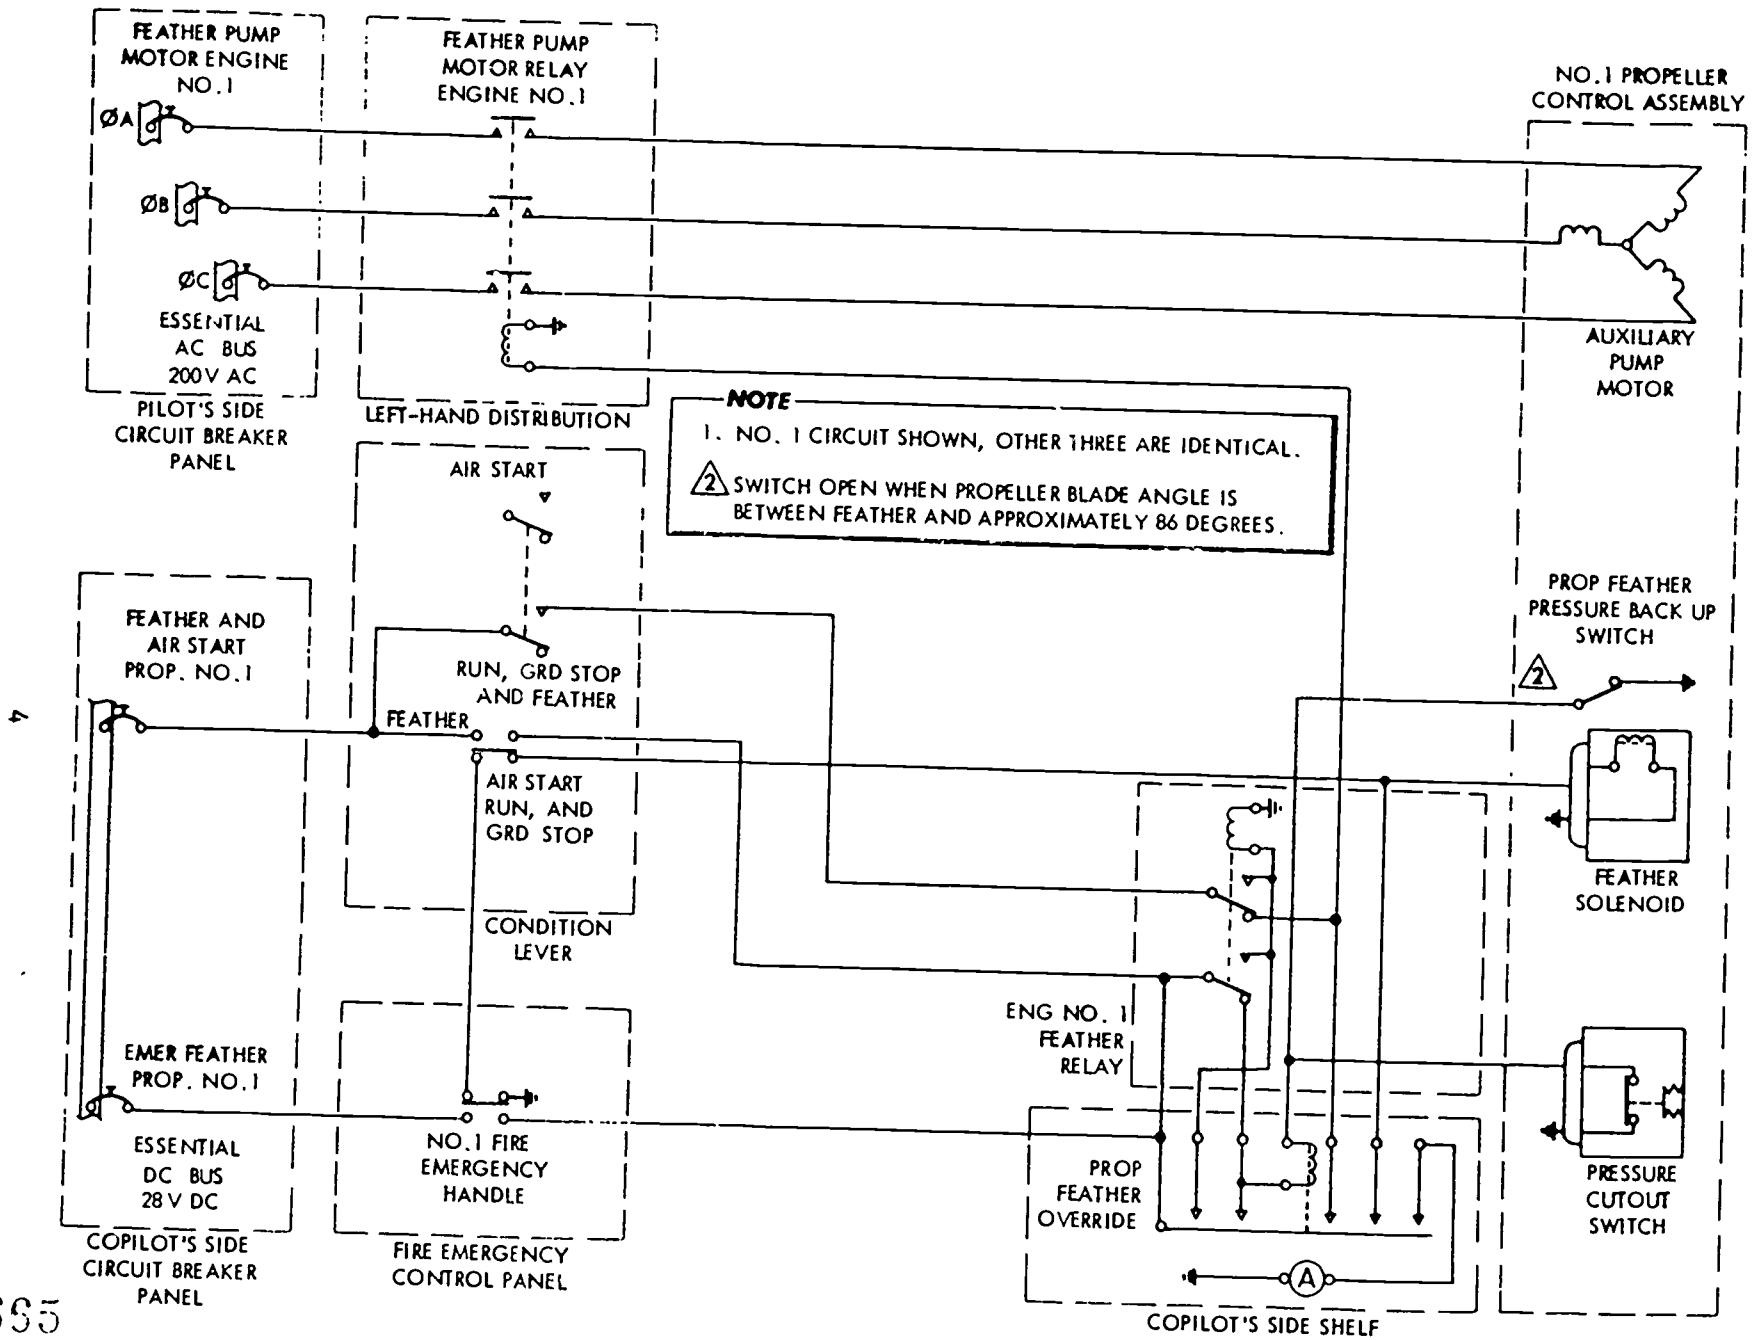 FEATHER PUMP
MOTOR ENGINE
NO.1
ØA
ØB
ØC
ESSENTIAL
AC BUS
200V AC
PILOT'S SIDE
CIRCUIT BREAKER
PANEL
FEATHER PUMP
MOTOR RELAY
ENGINE NO.1
LEFT-HAND DISTRIBUTION
NO.1 PROPELLER
CONTROL ASSEMBLY
AUXILIARY
PUMP
MOTOR
NOTE
1. NO. 1 CIRCUIT SHOWN, OTHER THREE ARE IDENTICAL.
2 SWITCH OPEN WHEN PROPELLER BLADE ANGLE IS
BETWEEN FEATHER AND APPROXIMATELY 86 DEGREES.
AIR START
RUN, GRD STOP
AND FEATHER
FEATHER
AIR START
RUN, AND
GRD STOP
CONDITION
LEVER
FEATHER AND
AIR START
PROP. NO.1
EMER FEATHER
PROP. NO.1
ESSENTIAL
DC BUS
28V DC
COPILOT'S SIDE
CIRCUIT BREAKER
PANEL
NO.1 FIRE
EMERGENCY
HANDLE
FIRE EMERGENCY
CONTROL PANEL
PROP FEATHER
PRESSURE BACK UP
SWITCH
2
FEATHER
SOLENOID
ENG NO. 1
FEATHER
RELAY
PROP
FEATHER
OVERRIDE
A
COPILOT'S SIDE SHELF
PRESSURE
CUTOUT
SWITCH
4